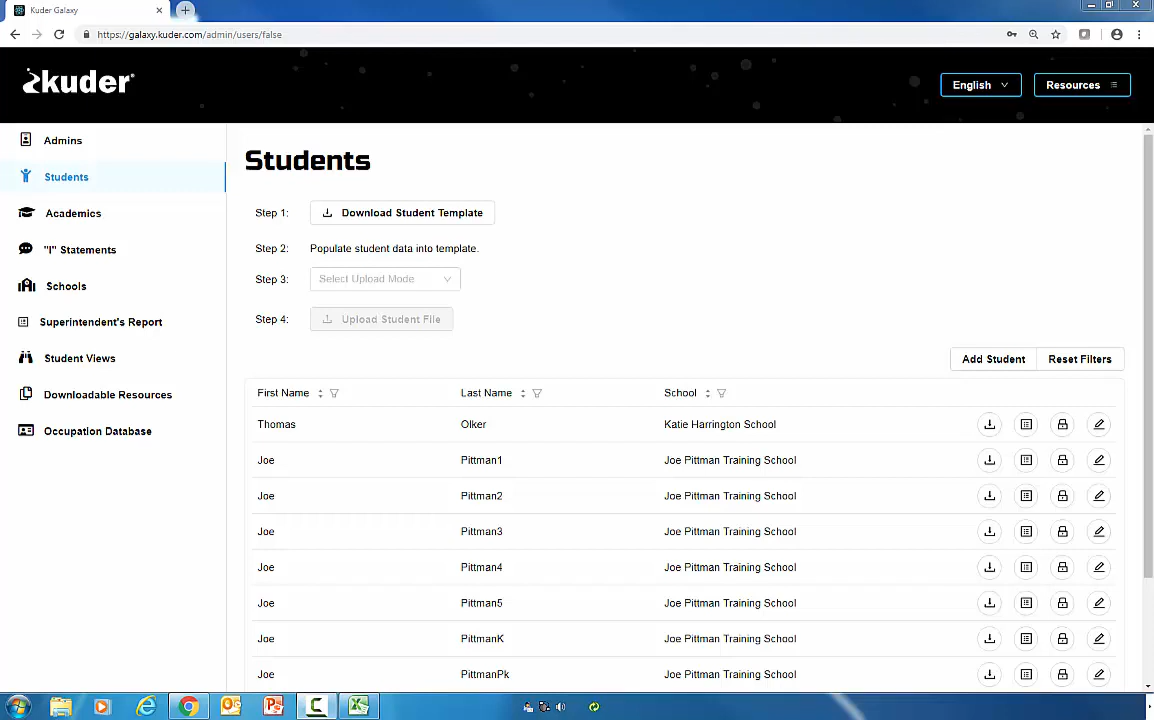 Kuder Galaxy
https://galaxy.kuder.com/admin/users/false
kuder
English
Resources
Admins
Students
Academics
"I" Statements
Schools
Superintendent's Report
Student Views
Downloadable Resources
Occupation Database
Students
Step 1: Download Student Template
Step 2: Populate student data into template.
Step 3: Select Upload Mode
Step 4: Upload Student File
Add Student Reset Filters
First Name Last Name School
Thomas Olker Katie Harrington School
Joe Pittman1 Joe Pittman Training School
Joe Pittman2 Joe Pittman Training School
Joe Pittman3 Joe Pittman Training School
Joe Pittman4 Joe Pittman Training School
Joe Pittman5 Joe Pittman Training School
Joe PittmanK Joe Pittman Training School
Joe PittmanPk Joe Pittman Training School